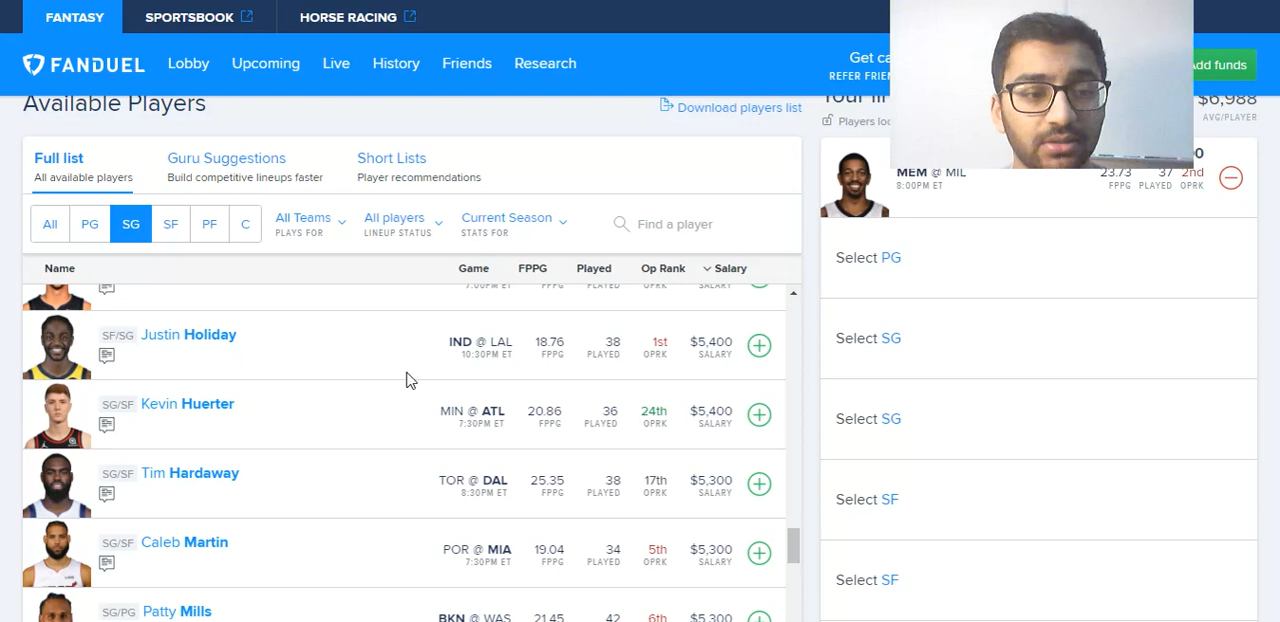 FANTASY SPORTSBOOK HORSE RACING
FANDUEL Lobby Upcoming Live History Friends Research Get ca Add funds
REFER FRIEN
Available Players Download players list $6,988
Players loc AVG/PLAYER
Full list Guru Suggestions Short Lists
All available players Build competitive lineups faster Player recommendations
MEM @ MIL 23.73 37 2nd
8:00PM ET FPPG PLAYED OPRK
All PG SG SF PF C All Teams All players Current Season Find a player
PLAYS FOR LINEUP STATUS STATS FOR
Name Game FPPG Played Op Rank Salary
7:00PM ET FPPG PLAYED OPRK SALARY
SF/SG Justin Holiday IND @ LAL 18.76 38 1st $5,400
10:30PM ET FPPG PLAYED OPRK SALARY
SG/SF Kevin Huerter MIN @ ATL 20.86 36 24th $5,400
7:30PM ET FPPG PLAYED OPRK SALARY
SG/SF Tim Hardaway TOR @ DAL 25.35 38 17th $5,300
8:30PM ET FPPG PLAYED OPRK SALARY
SG/SF Caleb Martin POR @ MIA 19.04 34 5th $5,300
7:30PM ET FPPG PLAYED OPRK SALARY
SG/PG Patty Mills BKN @ WAS 21.45 42 6th $5,300
Select PG
Select SG
Select SG
Select SF
Select SF